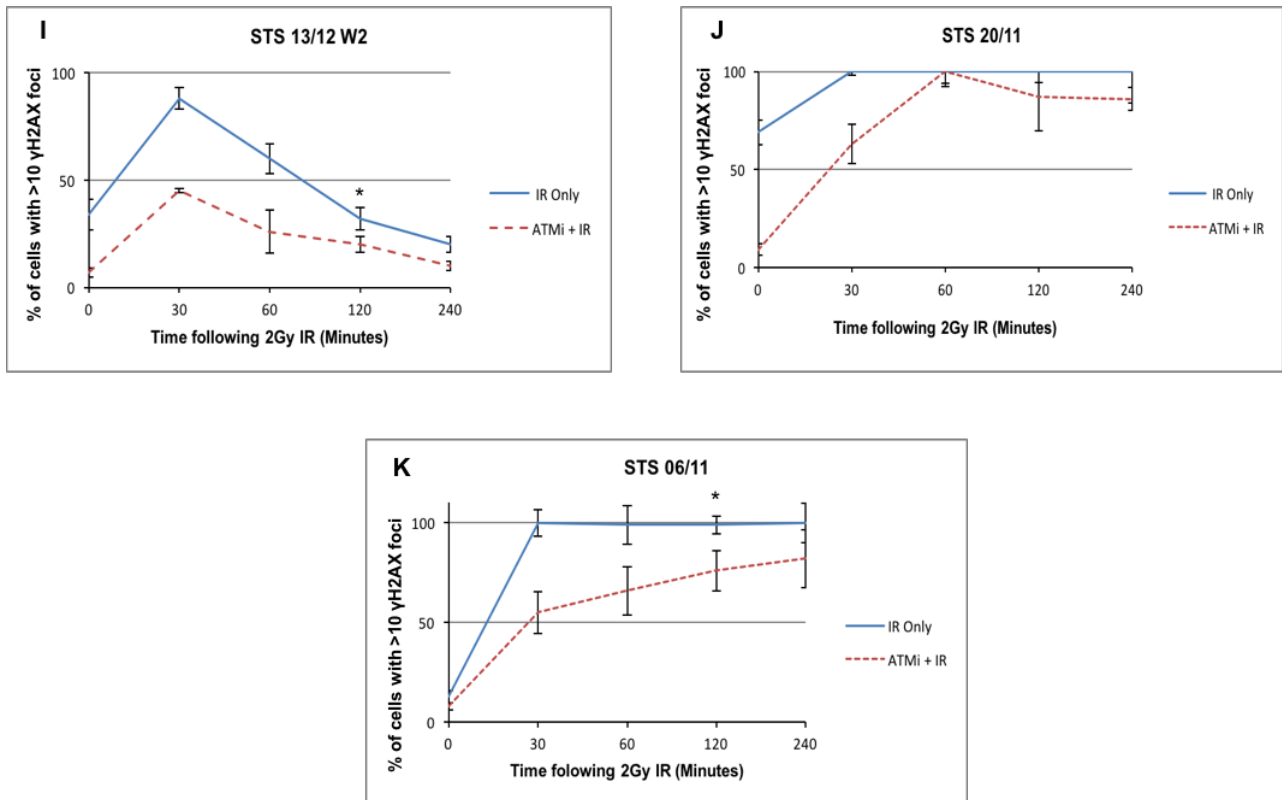 I
STS 13/12 W2
% of cells with >10 γH2AX foci
100
50
0
*
0 30 60 120 240
Time following 2Gy IR (Minutes)
IR Only
ATMi + IR
J
STS 20/11
% of cells with >10 γH2AX foci
100
50
0
0 30 60 120 240
Time following 2Gy IR (Minutes)
IR Only
ATMi + IR
K
STS 06/11
% of cells with >10 γH2AX foci
100
50
0
*
0 30 60 120 240
Time folowing 2Gy IR (Minutes)
IR Only
ATMi + IR